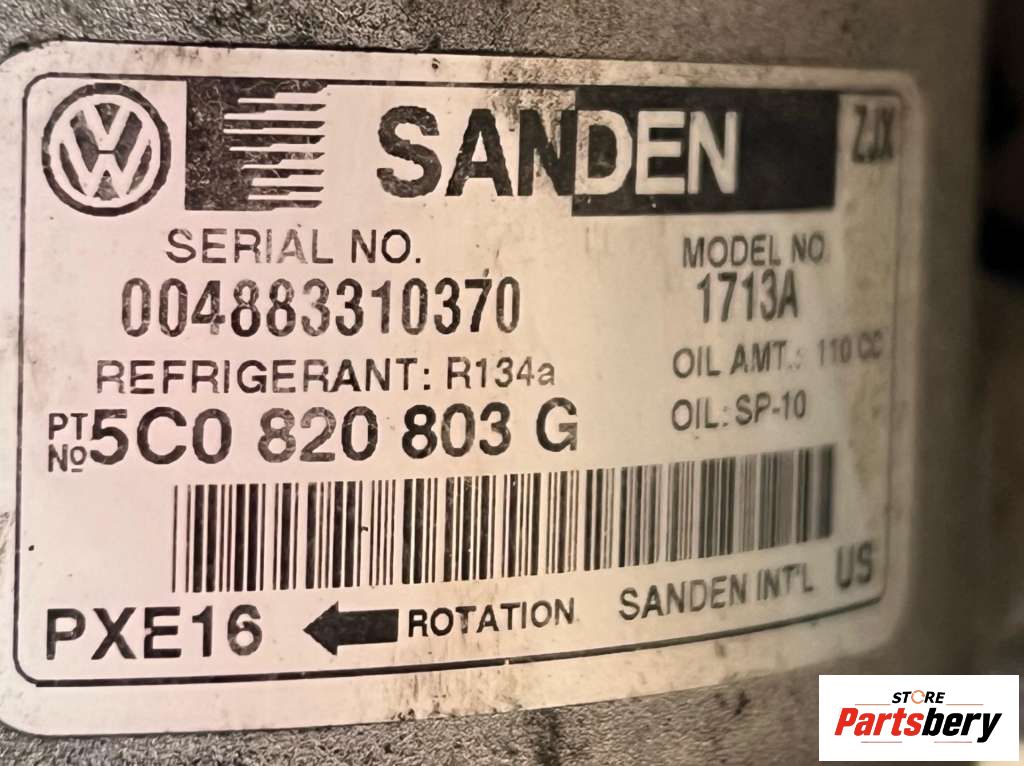 VW SANDEN ZJX
SERIAL NO.
004883310370
MODEL NO.
1713A
REFRIGERANT: R134a
OIL AMT.: 110 CC
PT NO 5C0 820 803 G
OIL: SP-10
PXE16 ROTATION SANDEN INT'L US
STORE
Partsbery